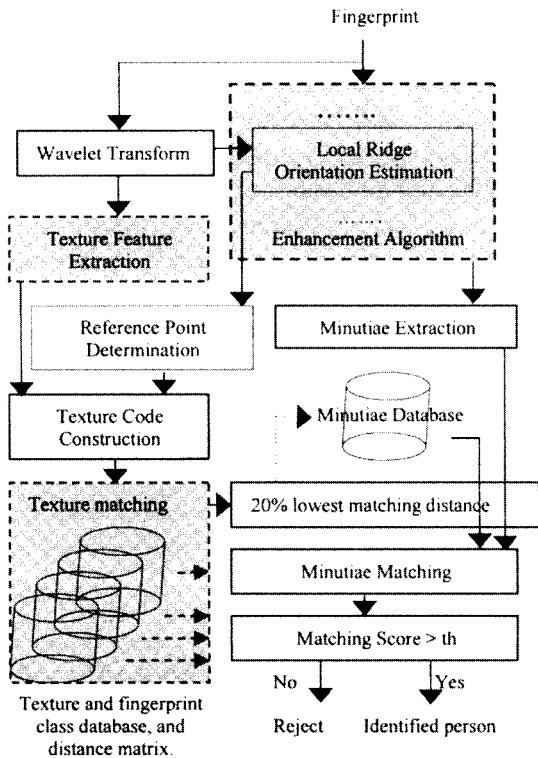 Fingerprint
........
Wavelet Transform
Local Ridge
Orientation Estimation
.......
Enhancement Algorithm
Texture Feature
Extraction
Reference Point
Determination
Minutiae Extraction
Texture Code
Construction
Minutiae Database
Texture matching
20% lowest matching distance
Minutiae Matching
Matching Score > th
No
Yes
Reject
Identified person
Texture and fingerprint
class database, and
distance matrix.